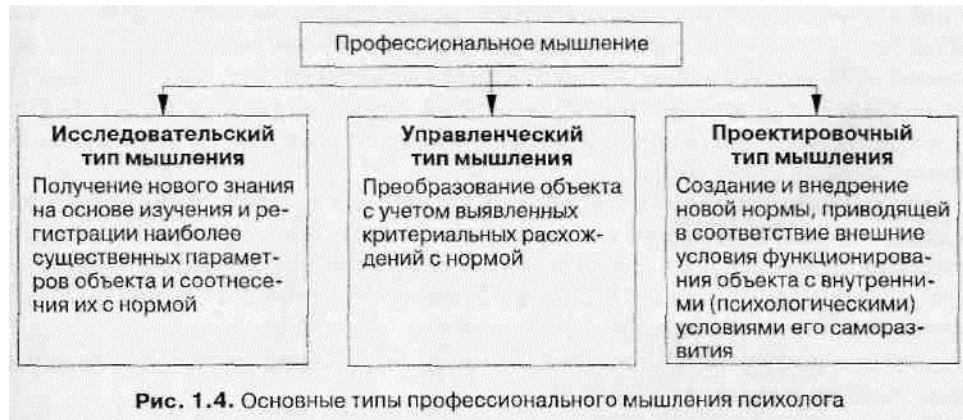 Профессиональное мышление
Исследовательский
тип мышления
Получение нового знания
на основе изучения и ре-
гистрации наиболее
существенных парамет-
ров объекта и соотнесе-
ния их с нормой
Управленческий
тип мышления
Преобразование объекта
с учетом выявленных
критериальных расхож-
дений с нормой
Проектировочный
тип мышления
Создание и внедрение
новой нормы, приводящей
в соответствие внешние
условия функционирова-
ния объекта с внутренни-
ми (психологическими)
условиями его самораз-
вития
Рис. 1.4. Основные типы профессионального мышления психолога